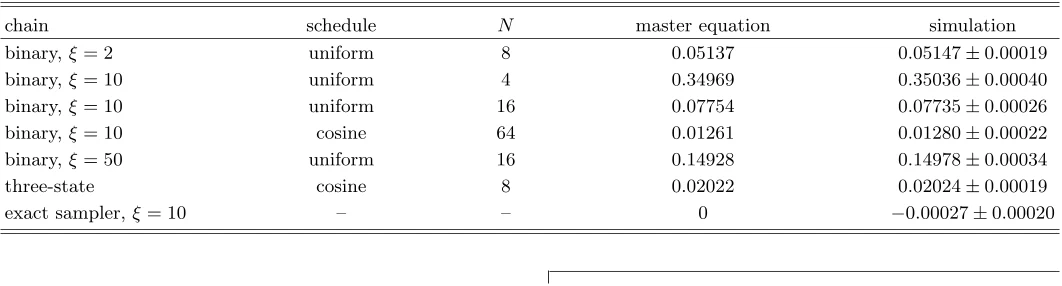 chain schedule N master equation simulation
binary, ξ = 2 uniform 8 0.05137 0.05147 ± 0.00019
binary, ξ = 10 uniform 4 0.34969 0.35036 ± 0.00040
binary, ξ = 10 uniform 16 0.07754 0.07735 ± 0.00026
binary, ξ = 10 cosine 64 0.01261 0.01280 ± 0.00022
binary, ξ = 50 uniform 16 0.14928 0.14978 ± 0.00034
three-state cosine 8 0.02022 0.02024 ± 0.00019
exact sampler, ξ = 10 – – 0 −0.00027 ± 0.00020